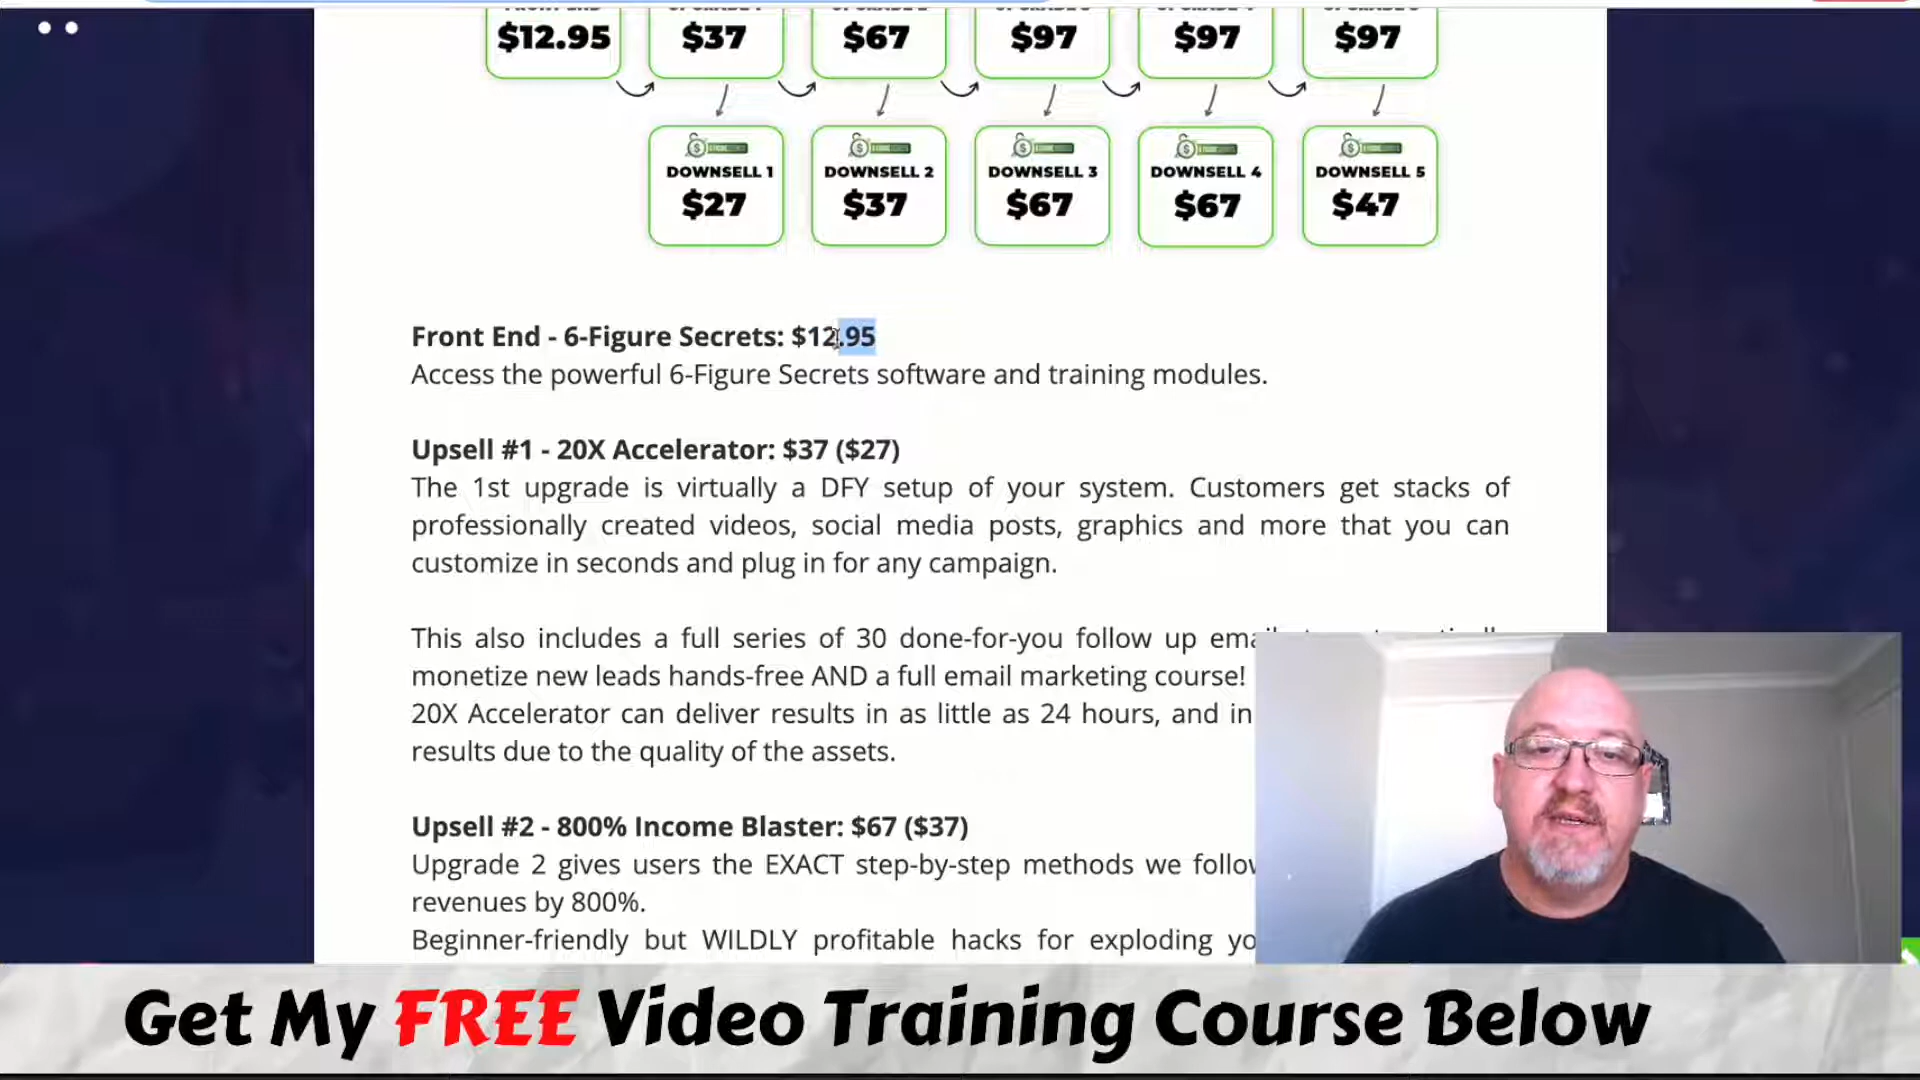 $12.95 $37 $67 $97 $97 $97
DOWNSELL 1 DOWNSELL 2 DOWNSELL 3 DOWNSELL 4 DOWNSELL 5
$27 $37 $67 $67 $47
Front End - 6-Figure Secrets: $12.95
Access the powerful 6-Figure Secrets software and training modules.
Upsell #1 - 20X Accelerator: $37 ($27)
The 1st upgrade is virtually a DFY setup of your system. Customers get stacks of
professionally created videos, social media posts, graphics and more that you can
customize in seconds and plug in for any campaign.
This also includes a full series of 30 done-for-you follow up
monetize new leads hands-free AND a full email marketing course!
20X Accelerator can deliver results in as little as 24 hours, and in
results due to the quality of the assets.
Upsell #2 - 800% Income Blaster: $67 ($37)
Upgrade 2 gives users the EXACT step-by-step methods we follow
revenues by 800%.
Beginner-friendly but WILDLY profitable hacks for exploding
Get My FREE Video Training Course Below